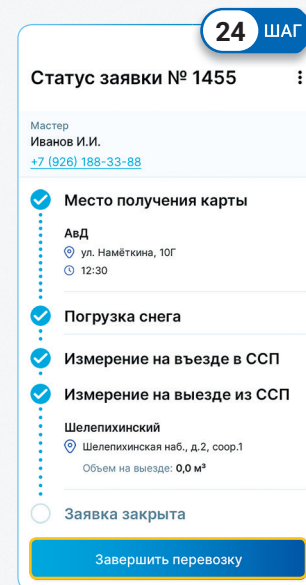 24 ШАГ
Статус заявки № 1455
Мастер
Иванов И.И.
+7 (926) 188-33-88
Место получения карты
АвД
ул. Намёткина, 10Г
12:30
Погрузка снега
Измерение на въезде в ССП
Измерение на выезде из ССП
Шелепихинский
Шелепихинская наб., д.2, соор.1
Объем на выезде: 0,0 м³
Заявка закрыта
Завершить перевозку